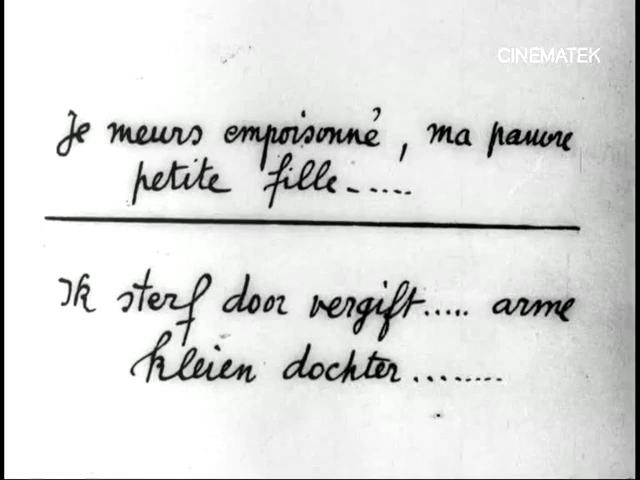 CINEMATEK
Je meurs empoisonné, ma pauvre
petite fille-.....
Ik sterf door vergift..... arme
kleien dochter........